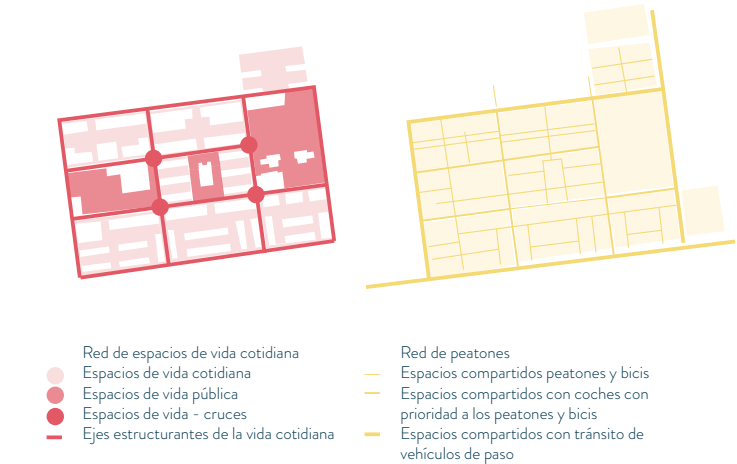 Red de espacios de vida cotidiana
Espacios de vida cotidiana
Espacios de vida pública
Espacios de vida - cruces
Ejes estructurantes de la vida cotidiana
Red de peatones
Espacios compartidos peatones y bicis
Espacios compartidos con coches con
prioridad a los peatones y bicis
Espacios compartidos con tránsito de
vehículos de paso